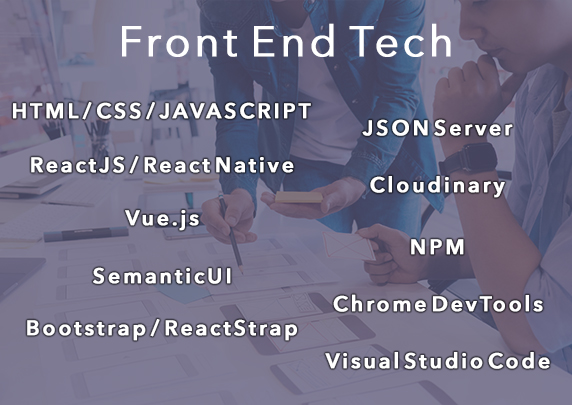 Front End Tech
HTML/CSS/JAVASCRIPT
ReactJS/React Native
Vue.js
SemanticUI
Bootstrap/ReactStrap
JSON Server
Cloudinary
NPM
Chrome DevTools
Visual Studio Code